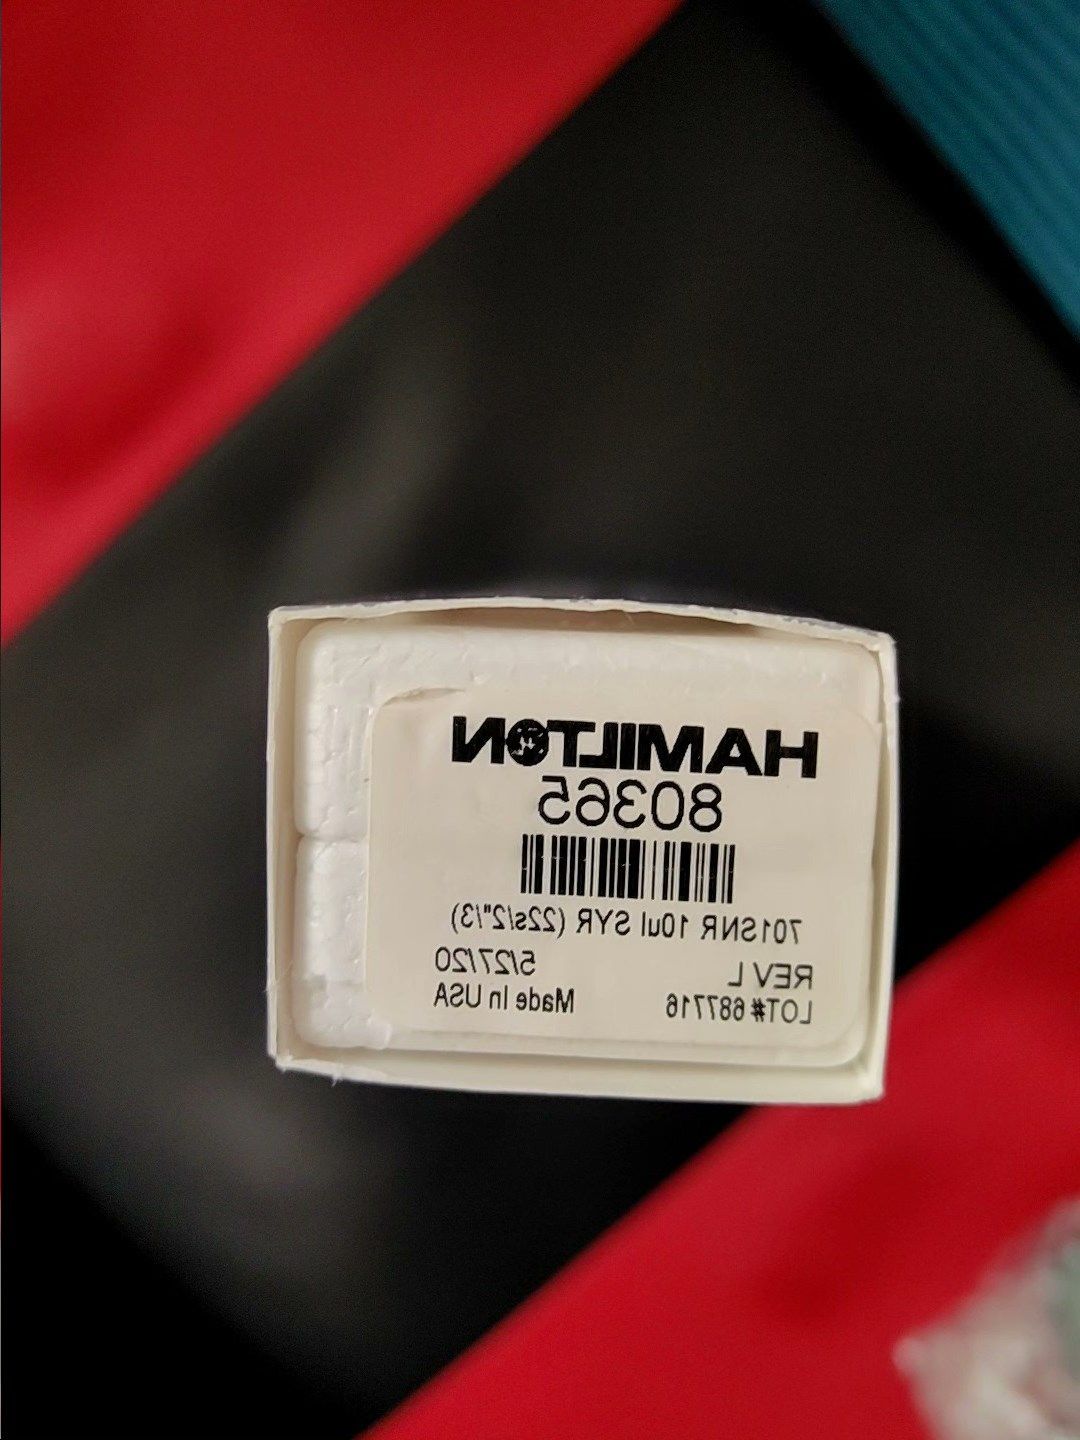 HAMILTON
80365
701SNR 10ul SYR (22s/2"/3)
REV L 5/27/20
LOT# 687716 Made In USA